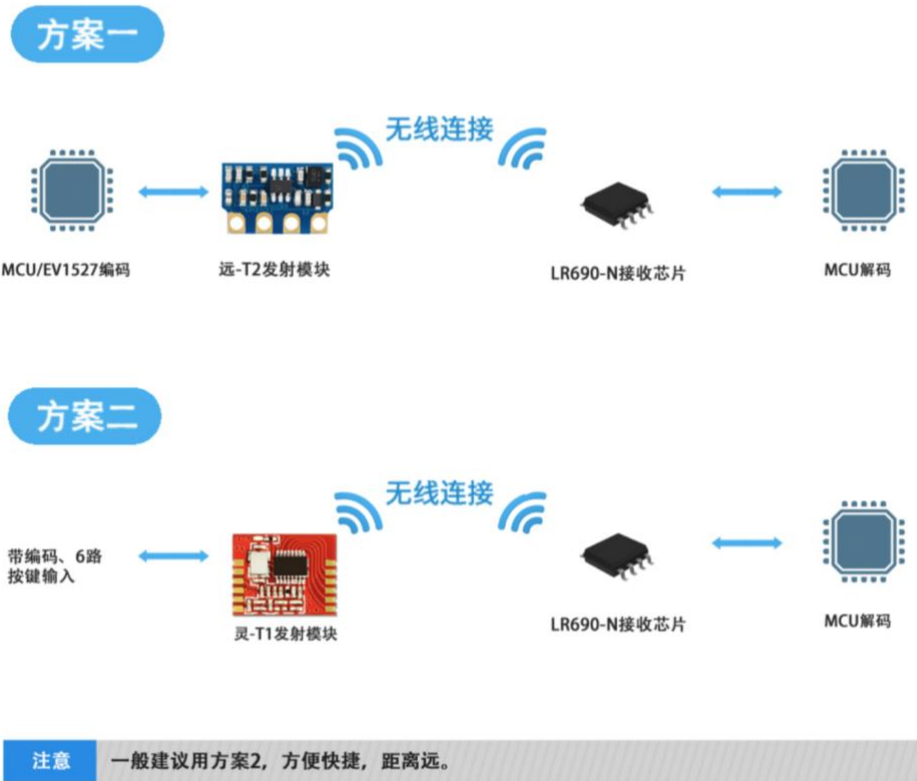 方案一
无线连接
MCU/EV1527编码
远-T2发射模块
LR690-N接收芯片
MCU解码
方案二
无线连接
带编码、6路
按键输入
灵-T1发射模块
LR690-N接收芯片
MCU解码
注意
一般建议用方案2，方便快捷，距离远。